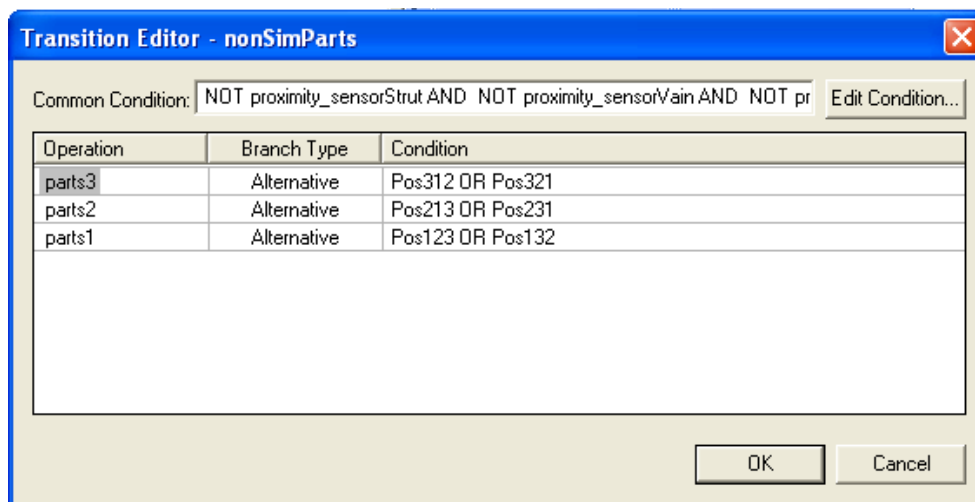 Transition Editor - nonSimParts
Common Condition: NOT proximity_sensorStrut AND NOT proximity_sensorVain AND NOT pr Edit Condition...
Operation Branch Type Condition
parts3 Alternative Pos312 OR Pos321
parts2 Alternative Pos213 OR Pos231
parts1 Alternative Pos123 OR Pos132
OK Cancel